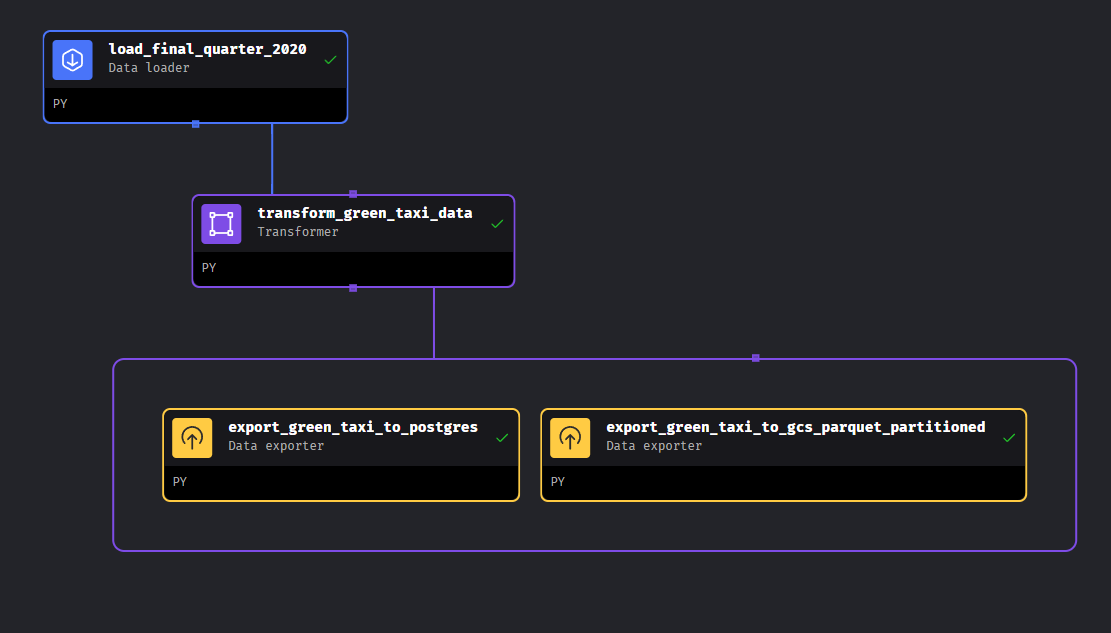 load_final_quarter_2020
Data loader
PY
transform_green_taxi_data
Transformer
PY
export_green_taxi_to_postgres
Data exporter
PY
export_green_taxi_to_gcs_parquet_partitioned
Data exporter
PY